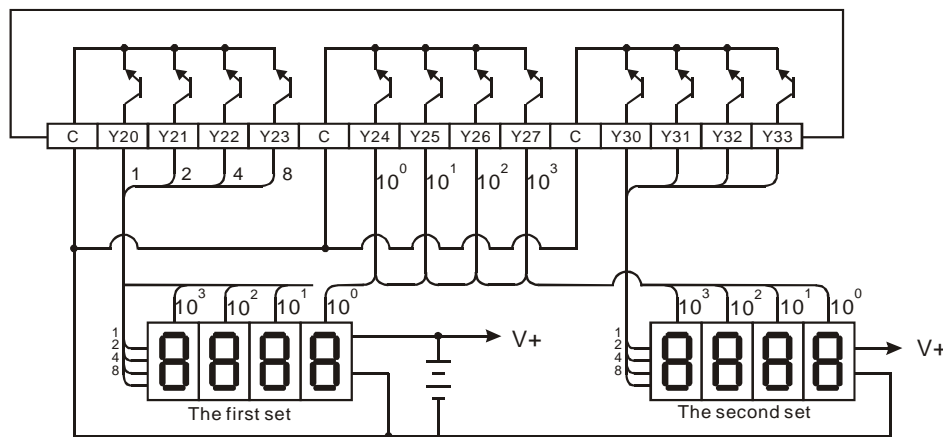 C Y20 Y21 Y22 Y23 C Y24 Y25 Y26 Y27 C Y30 Y31 Y32 Y33
1 2 4 8 10⁰ 10¹ 10² 10³
10³ 10² 10¹ 10⁰ 10³ 10² 10¹ 10⁰
1
2
4
8
V+
1
2
4
8
V+
The first set
The second set